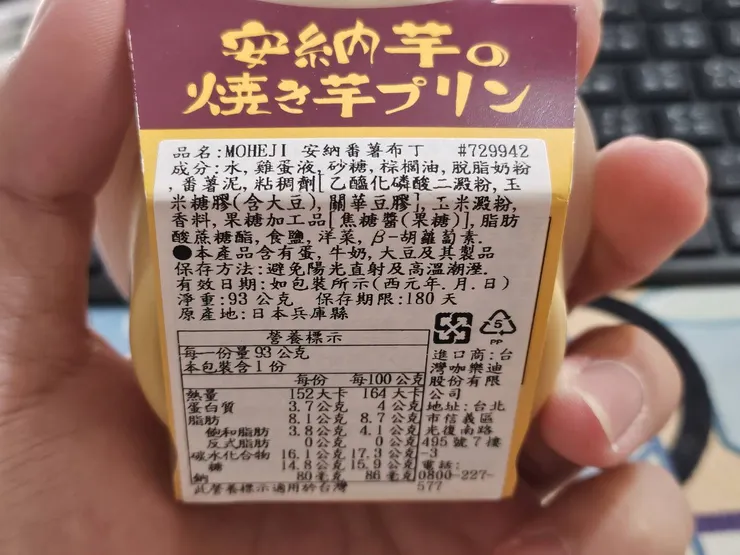 安納芋の
焼き芋プリン
品名:MOHEJI 安納番薯布丁 #729942
成分:水, 雞蛋液, 砂糖, 棕櫚油, 脫脂奶粉
, 番薯泥, 粘稠劑[乙醯化磷酸二澱粉, 玉
米糖膠(含大豆), 關華豆膠], 玉米澱粉,
香料, 果糖加工品[焦糖醬(果糖)], 脂肪
酸蔗糖酯, 食鹽, 洋菜, β-胡蘿蔔素.
●本產品含有蛋, 牛奶, 大豆及其製品
保存方法:避免陽光直射及高溫潮溼.
有效日期:如包裝所示(西元年.月.日)
淨重:93 公克 保存期限:180 天
原產地:日本兵庫縣
營養標示
每一份量 93 公克
本包裝含 1 份
每份 每100 公克
熱量 152 大卡 164 大卡
蛋白質 3.7 公克 4 公克
脂肪 8.1 公克 8.7 公克
飽和脂肪 3.8 公克 4.1 公克
反式脂肪 0 公克 0 公克
碳水化合物 16.1 公克 17.3 公克
糖 14.8 公克 15.9 公克
鈉 80 毫克 86 毫克
此營養標示適用於台灣
5
PP
進口商:台
灣咖樂迪
股份有限
公司
地址:台北
市信義區
光復南路
495 號 7 樓
-3
電話:
0800-227-
577